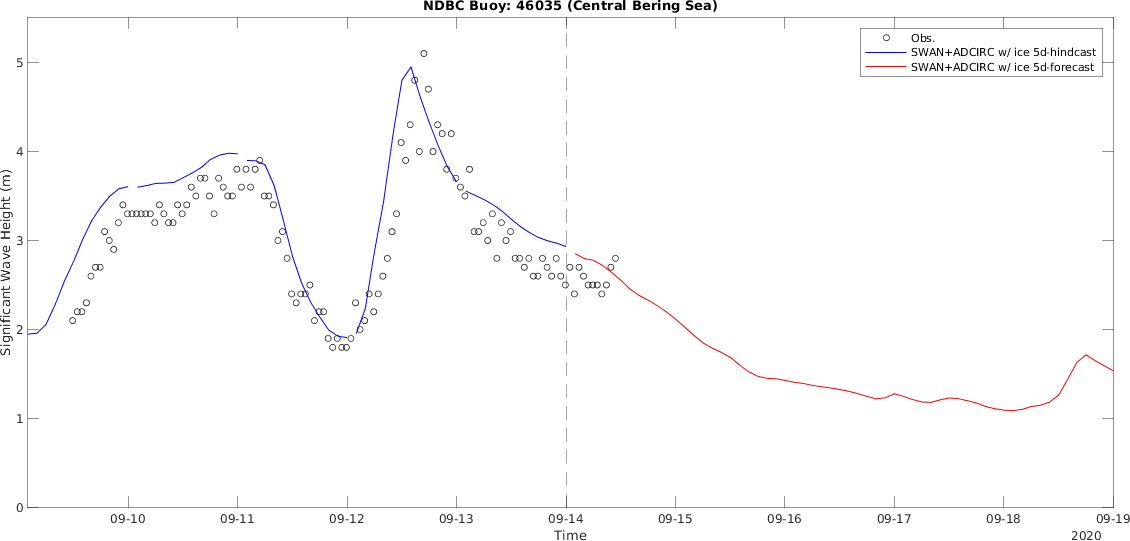 NDBC Buoy: 46035 (Central Bering Sea)
Obs.
SWAN+ADCIRC w/ ice 5d-hindcast
SWAN+ADCIRC w/ ice 5d-forecast
Significant Wave Height (m)
5
4
3
2
1
0
09-10 09-11 09-12 09-13 09-14 09-15 09-16 09-17 09-18 09-19
Time
2020